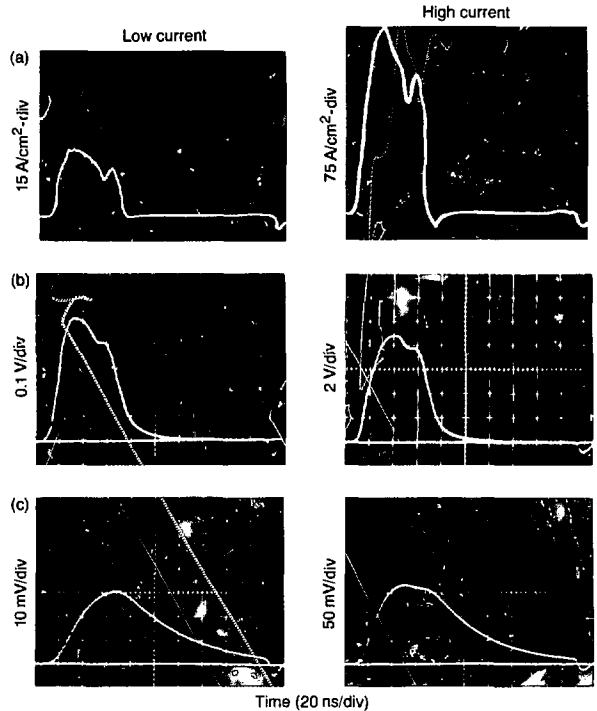 Low current
High current
(a)
15 A/cm²-div
75 A/cm²-div
(b)
0.1 V/div
2 V/div
(c)
10 mV/div
50 mV/div
Time (20 ns/div)